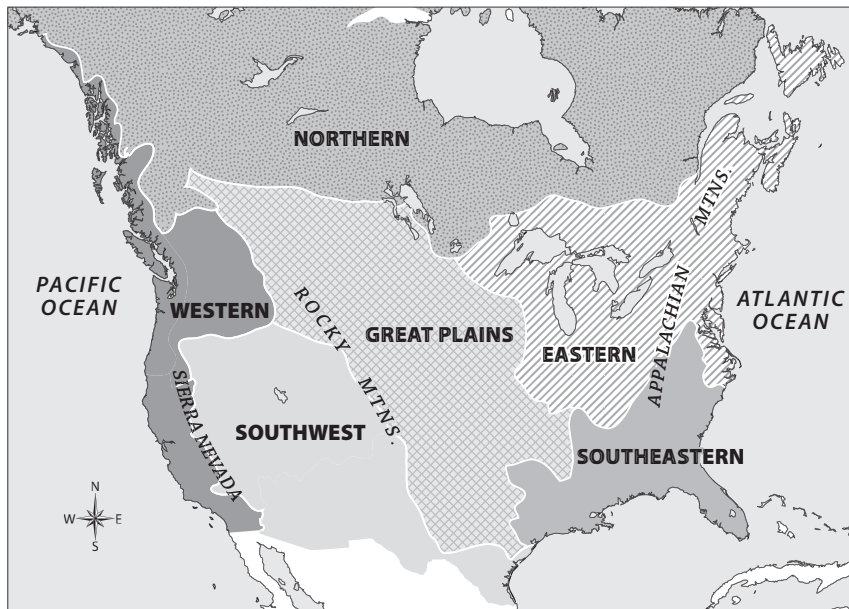 NORTHERN
PACIFIC
OCEAN
WESTERN
ROCKY
MTNS.
GREAT PLAINS
EASTERN
APPALACHIAN
MTNS.
ATLANTIC
OCEAN
SIERRA NEVADA
SOUTHWEST
SOUTHEASTERN
N
W
E
S